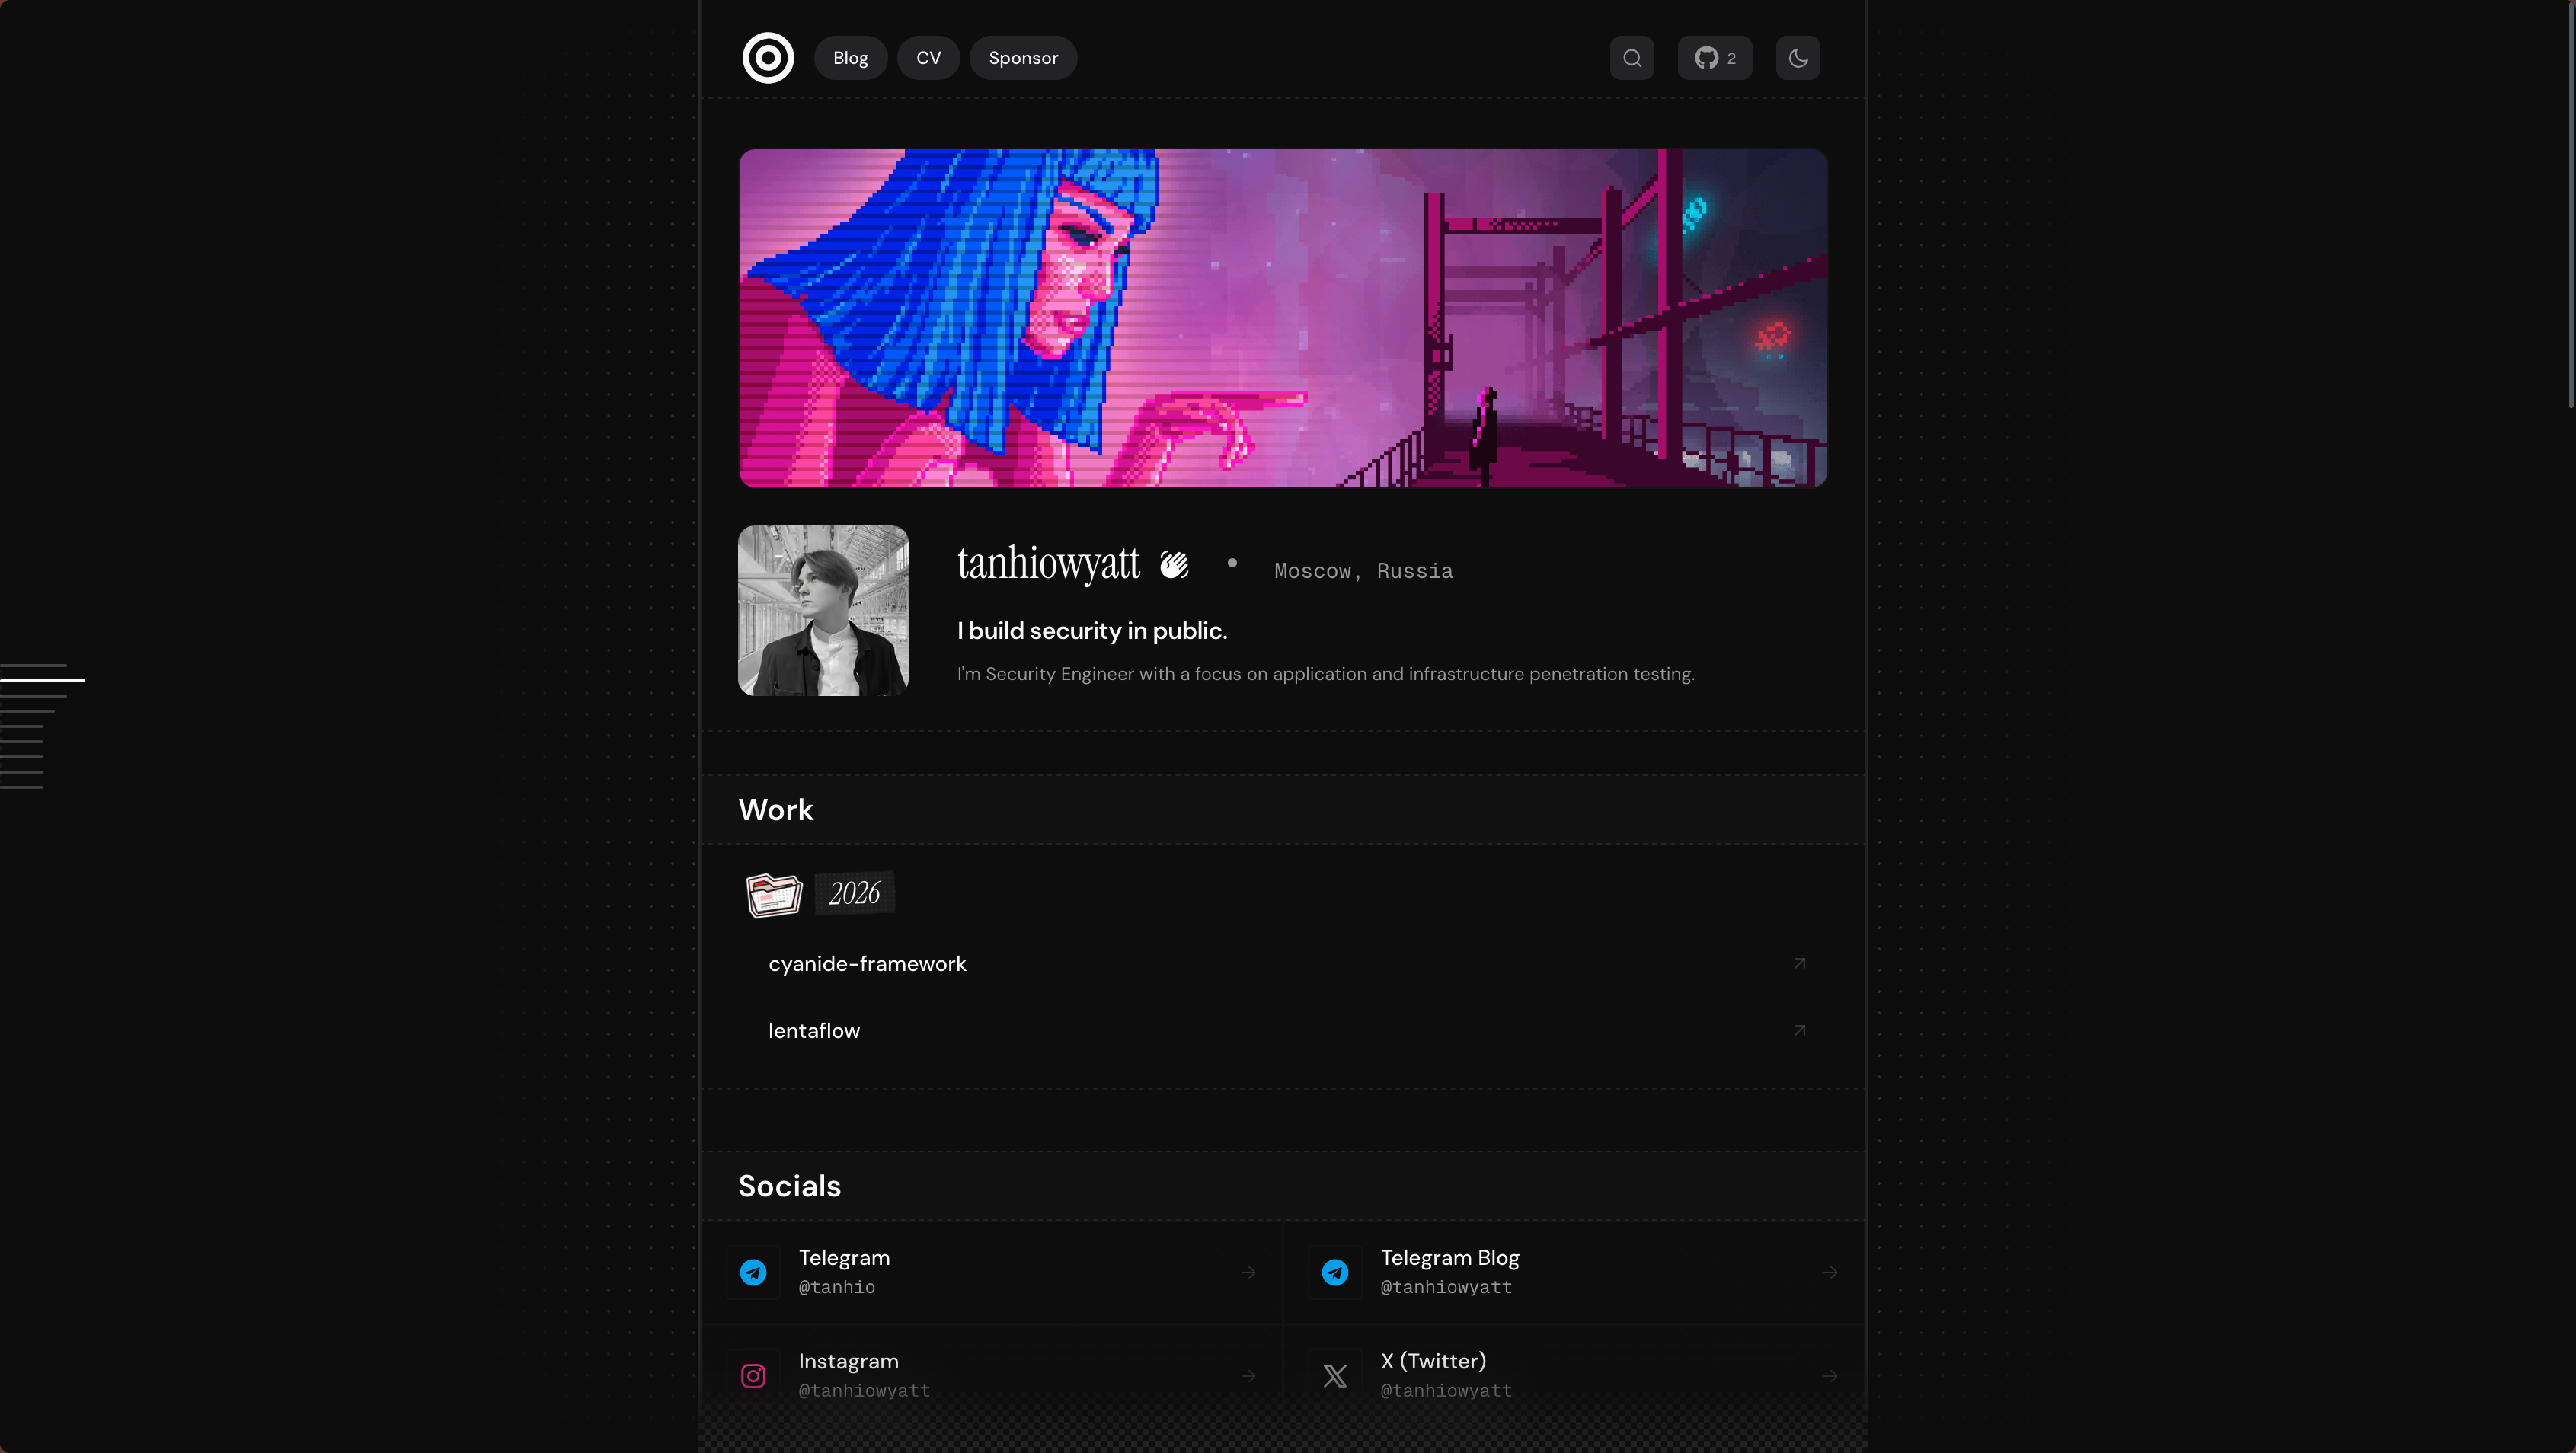 Blog
CV
Sponsor
2
tanhiowyatt
Moscow, Russia
I build security in public.
I'm Security Engineer with a focus on application and infrastructure penetration testing.
Work
2026
cyanide-framework
lentaflow
Socials
Telegram
@tanhio
Telegram Blog
@tanhiowyatt
Instagram
@tanhiowyatt
X (Twitter)
@tanhiowyatt